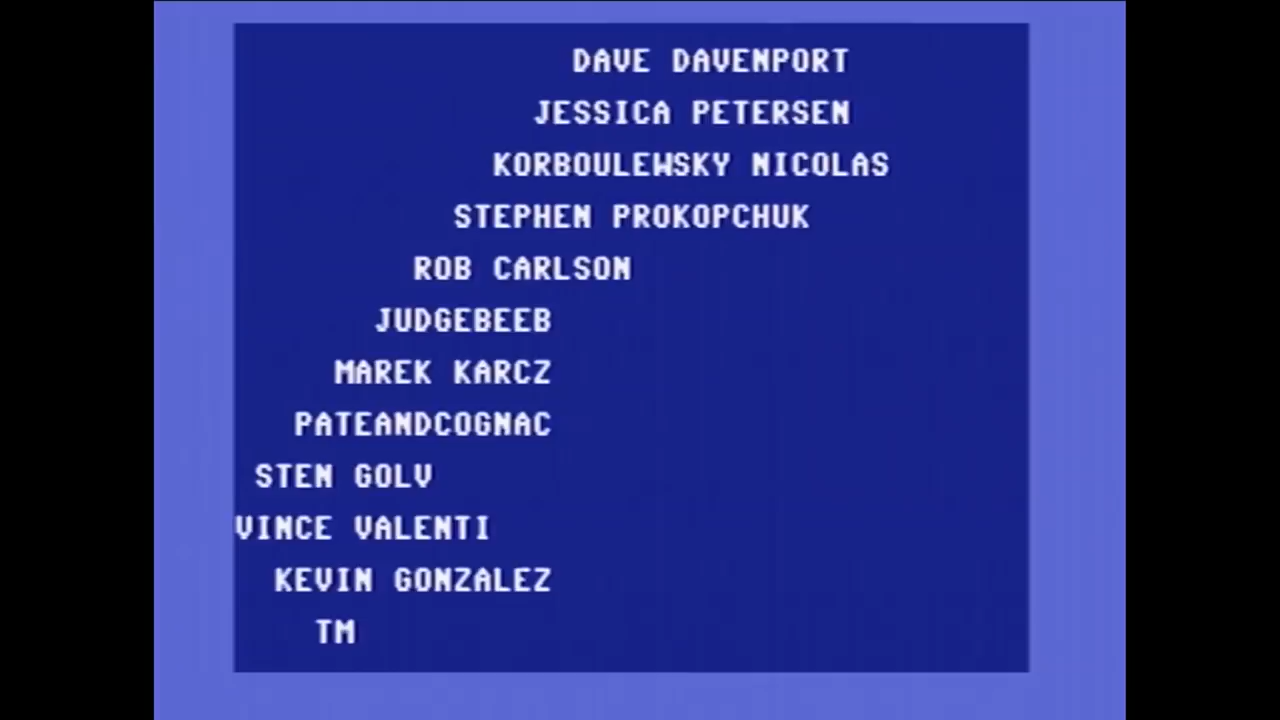 DAVE DAVENPORT
JESSICA PETERSEN
KORBOULEWSKY NICOLAS
STEPHEN PROKOPCHUK
ROB CARLSON
JUDGEBEEB
MAREK KARCZ
PATEANDCOGNAC
STEN GOLV
VINCE VALENTI
KEVIN GONZALEZ
TM